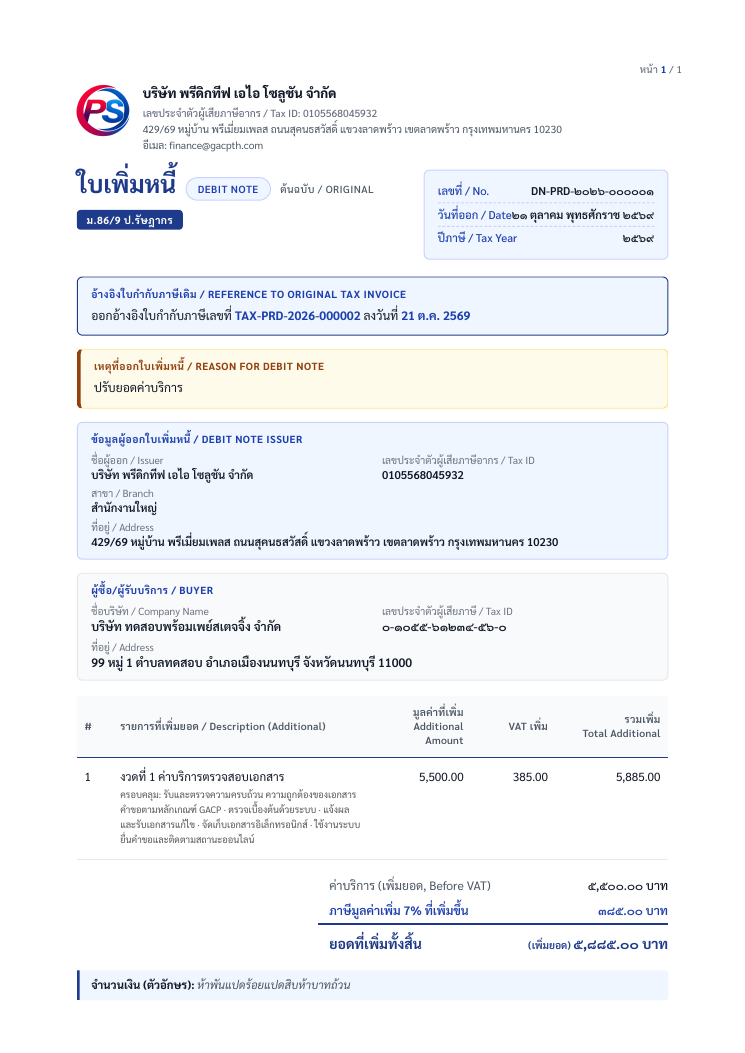 หน้า 1 / 1
PS
บริษัท พรีดิกทีฟ เอไอ โซลูชัน จำกัด
เลขประจำตัวผู้เสียภาษีอากร / Tax ID: 0105568045932
429/69 หมู่บ้าน พรีเมี่ยมเพลส ถนนสุคนธสวัสดิ์ แขวงลาดพร้าว เขตลาดพร้าว กรุงเทพมหานคร 10230
อีเมล: finance@gacpth.com
ใบเพิ่มหนี้ DEBIT NOTE ต้นฉบับ / ORIGINAL
ม.86/9 ป.รัษฎากร
เลขที่ / No. DN-PRD-๒๐๒๖-๐๐๐๐๐๑
วันที่ออก / Date๒๑ ตุลาคม พุทธศักราช ๒๕๖๙
ปีภาษี / Tax Year ๒๕๖๙
อ้างอิงใบกำกับภาษีเดิม / REFERENCE TO ORIGINAL TAX INVOICE
ออกอ้างอิงใบกำกับภาษีเลขที่ TAX-PRD-2026-000002 ลงวันที่ 21 ต.ค. 2569
เหตุที่ออกใบเพิ่มหนี้ / REASON FOR DEBIT NOTE
ปรับยอดค่าบริการ
ข้อมูลผู้ออกใบเพิ่มหนี้ / DEBIT NOTE ISSUER
ชื่อผู้ออก / Issuer เลขประจำตัวผู้เสียภาษีอากร / Tax ID
บริษัท พรีดิกทีฟ เอไอ โซลูชัน จำกัด 0105568045932
สาขา / Branch
สำนักงานใหญ่
ที่อยู่ / Address
429/69 หมู่บ้าน พรีเมี่ยมเพลส ถนนสุคนธสวัสดิ์ แขวงลาดพร้าว เขตลาดพร้าว กรุงเทพมหานคร 10230
ผู้ซื้อ/ผู้รับบริการ / BUYER
ชื่อบริษัท / Company Name เลขประจำตัวผู้เสียภาษี / Tax ID
บริษัท ทดสอบพร้อมเพย์สเตจจิ้ง จำกัด ๐-๑๐๕๕-๖๑๒๓๔-๕๖-๐
ที่อยู่ / Address
99 หมู่ 1 ตำบลทดสอบ อำเภอเมืองนนทบุรี จังหวัดนนทบุรี 11000
# รายการที่เพิ่มยอด / Description (Additional) มูลค่าที่เพิ่ม Additional Amount VAT เพิ่ม รวมเพิ่ม Total Additional
1 งวดที่ 1 ค่าบริการตรวจสอบเอกสาร 5,500.00 385.00 5,885.00
ครอบคลุม: รับและตรวจความครบถ้วน ความถูกต้องของเอกสาร
คำขอตามหลักเกณฑ์ GACP · ตรวจเบื้องต้นด้วยระบบ · แจ้งผล
และรับเอกสารแก้ไข · จัดเก็บเอกสารอิเล็กทรอนิกส์ · ใช้งานระบบ
ยื่นคำขอและติดตามสถานะออนไลน์
ค่าบริการ (เพิ่มยอด, Before VAT) ๕,๕๐๐.๐๐ บาท
ภาษีมูลค่าเพิ่ม 7% ที่เพิ่มขึ้น ๓๘๕.๐๐ บาท
ยอดที่เพิ่มทั้งสิ้น (เพิ่มยอด) ๕,๘๘๕.๐๐ บาท
จำนวนเงิน (ตัวอักษร): ห้าพันแปดร้อยแปดสิบห้าบาทถ้วน